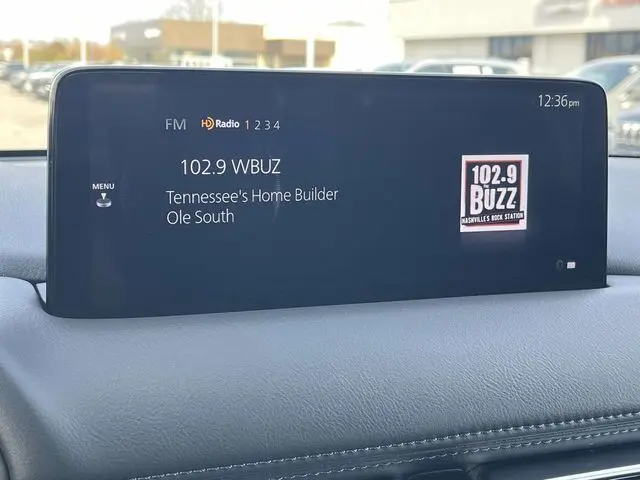 12:36pm
FM HD Radio 1 2 3 4
102.9 WBUZ
MENU
Tennessee's Home Builder
Ole South
102.9
THE
BUZZ
NASHVILLE'S ROCK STATION